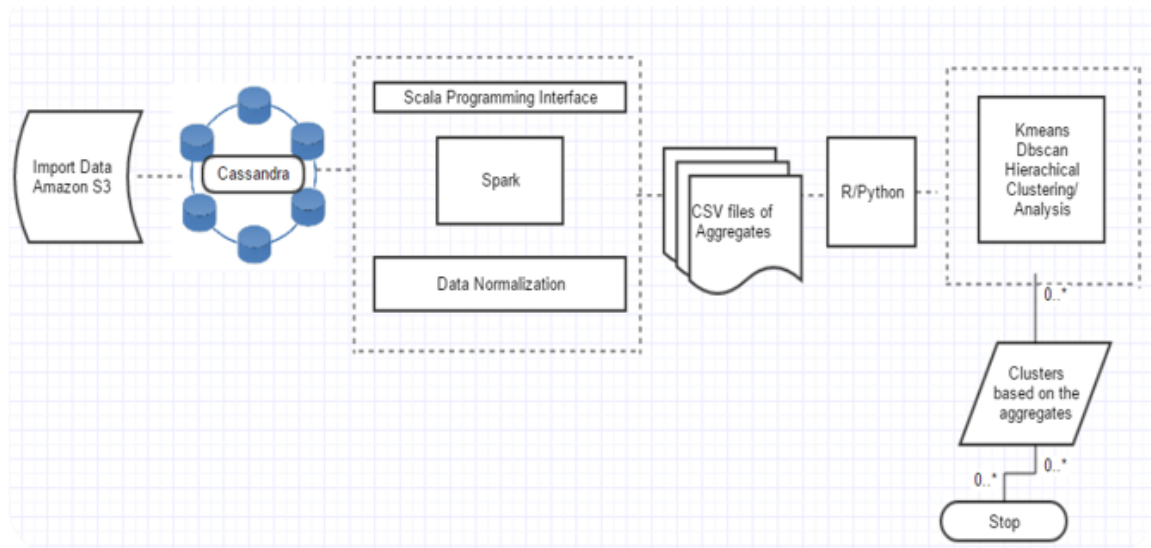 Import Data
Amazon S3
Cassandra
Scala Programming Interface
Spark
Data Normalization
CSV files of
Aggregates
R/Python
Kmeans
Dbscan
Hierachical
Clustering/
Analysis
0..*
Clusters
based on the
aggregates
0..*
0..*
Stop